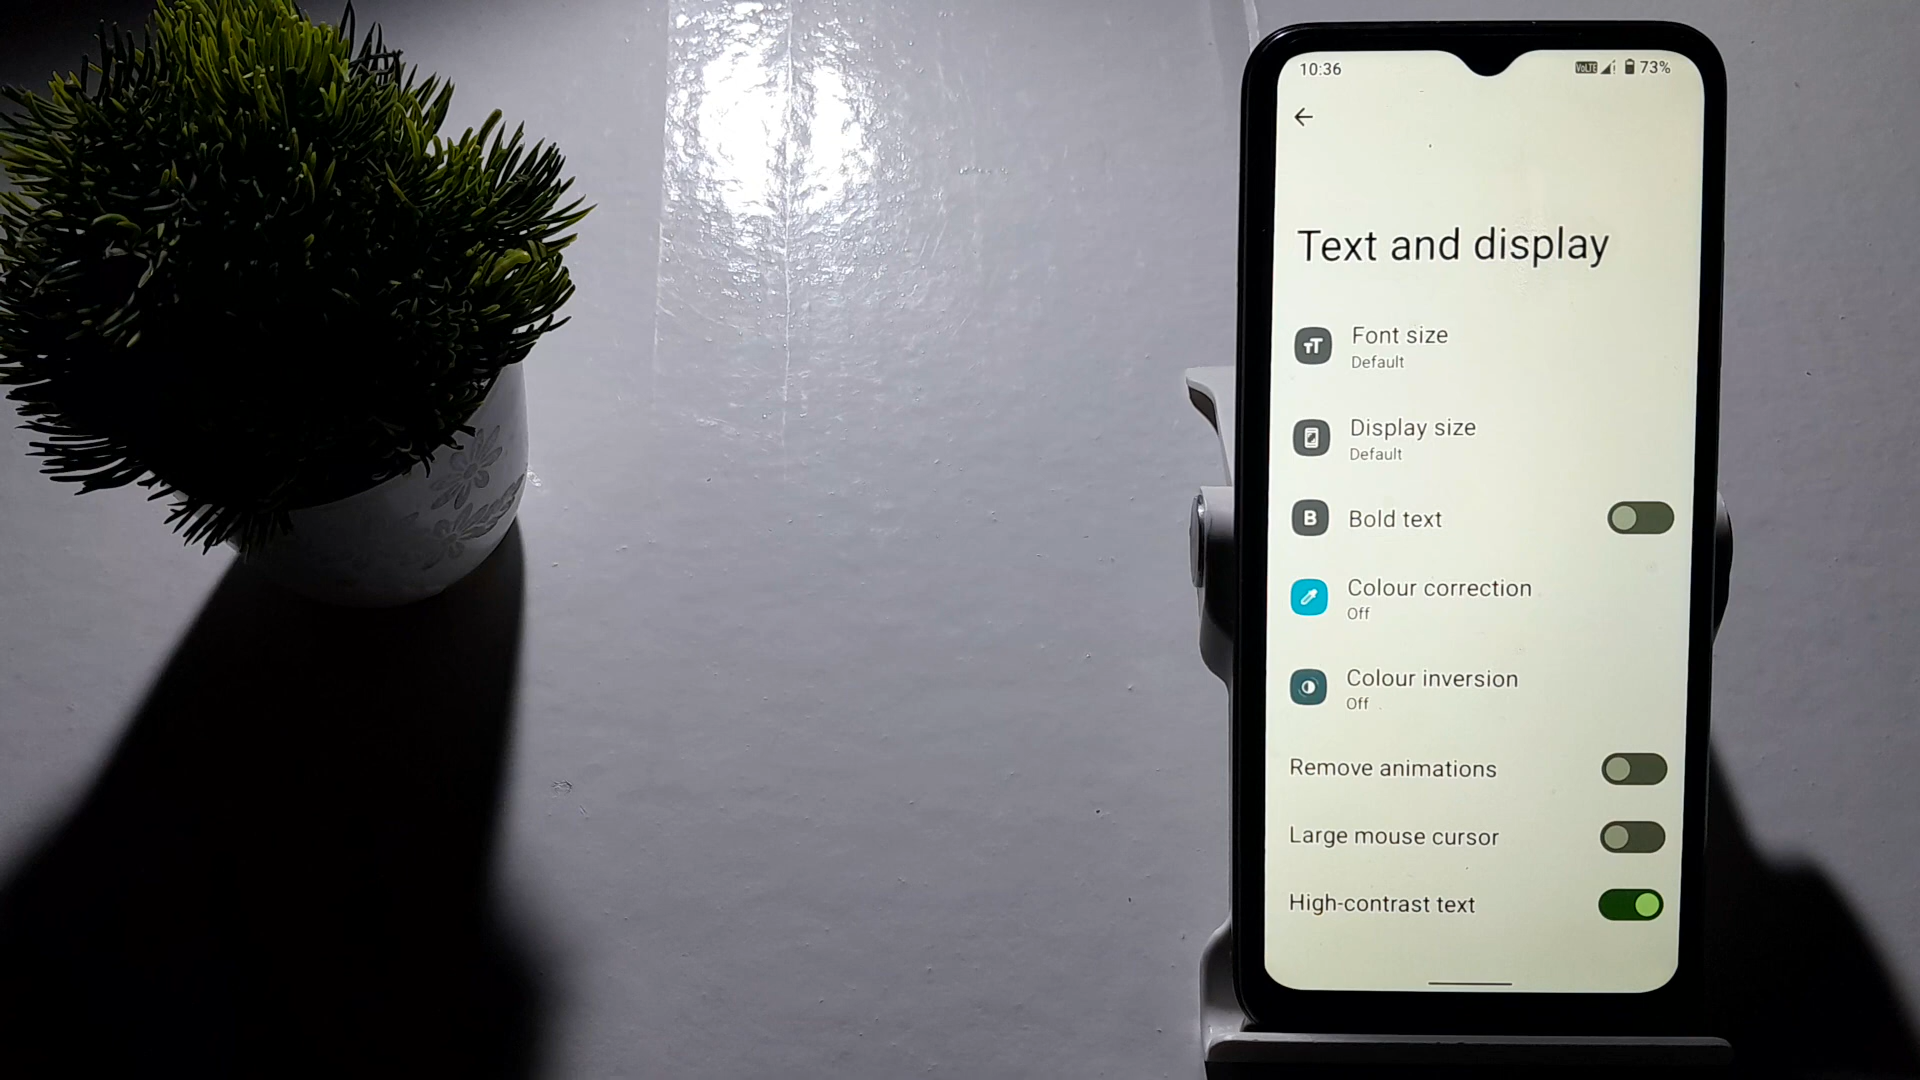 10:36 VoLTE 73%
Text and display
Font size
Default
Display size
Default
B Bold text
Colour correction
Off
Colour inversion
Off
Remove animations
Large mouse cursor
High-contrast text